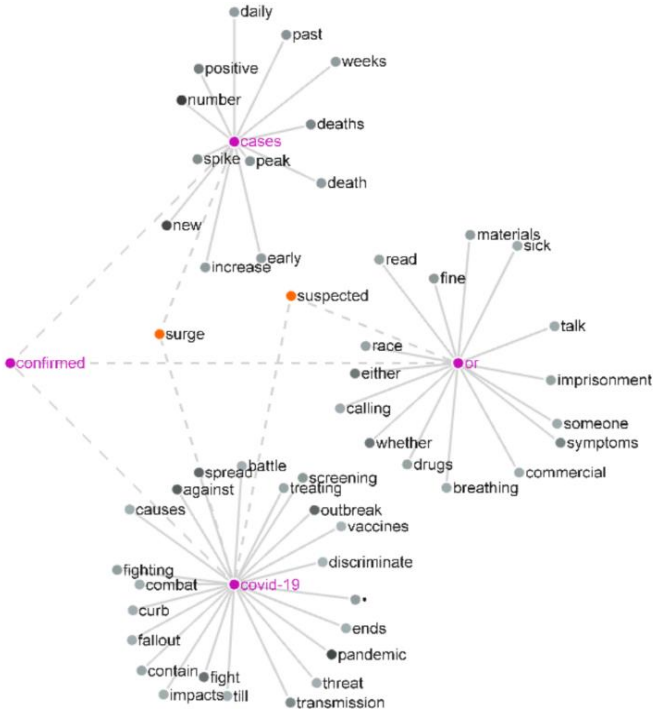 daily
past
weeks
positive
number
deaths
cases
spike
peak
death
new
early
increase
suspected
surge
confirmed
materials
sick
read
fine
talk
race
or
either
imprisonment
calling
someone
whether
symptoms
drugs
commercial
breathing
battle
spread
screening
against
treating
causes
outbreak
vaccines
discriminate
fighting
combat
covid-19
•
curb
ends
fallout
pandemic
contain
fight
threat
impacts
till
transmission